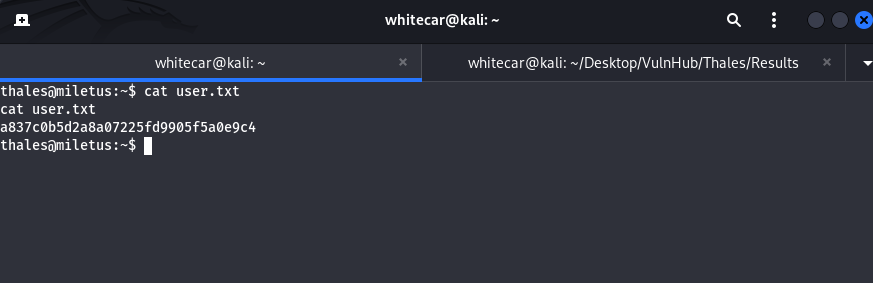 whitecar@kali: ~
whitecar@kali: ~
whitecar@kali: ~/Desktop/VulnHub/Thales/Results
thales@miletus:~$ cat user.txt
cat user.txt
a837c0b5d2a8a07225fd9905f5a0e9c4
thales@miletus:~$